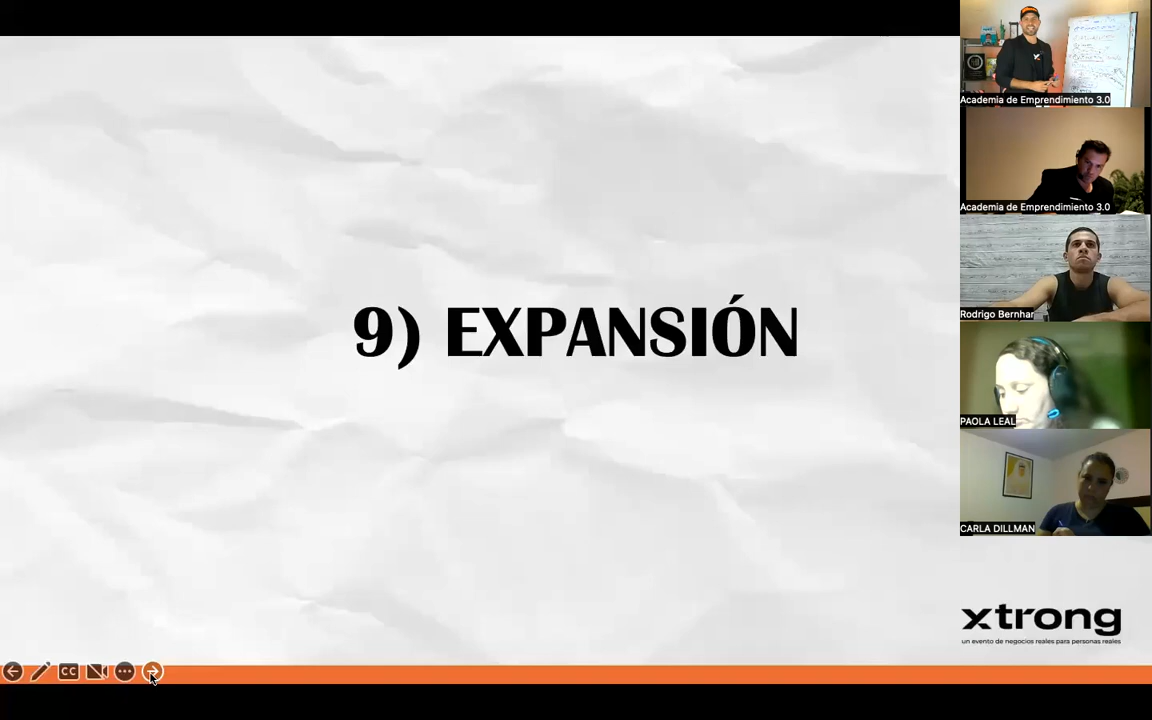 9) EXPANSIÓN
Academia de Emprendimiento 3.0
Academia de Emprendimiento 3.0
Rodrigo Bernhar
PAOLA LEAL
CARLA DILLMAN
xtrong
un evento de negocios reales para personas reales
CC